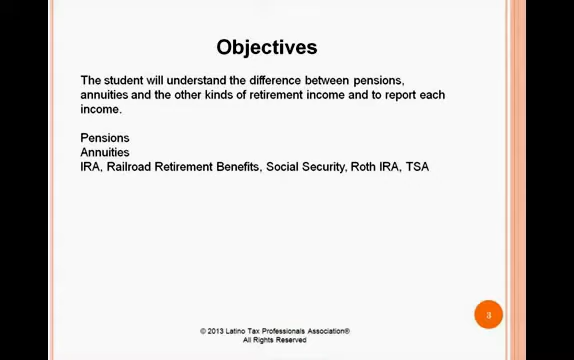 Objectives
The student will understand the difference between pensions,
annuities and the other kinds of retirement income and to report each
income.
Pensions
Annuities
IRA, Railroad Retirement Benefits, Social Security, Roth IRA, TSA
3
© 2013 Latino Tax Professionals Association®
All Rights Reserved